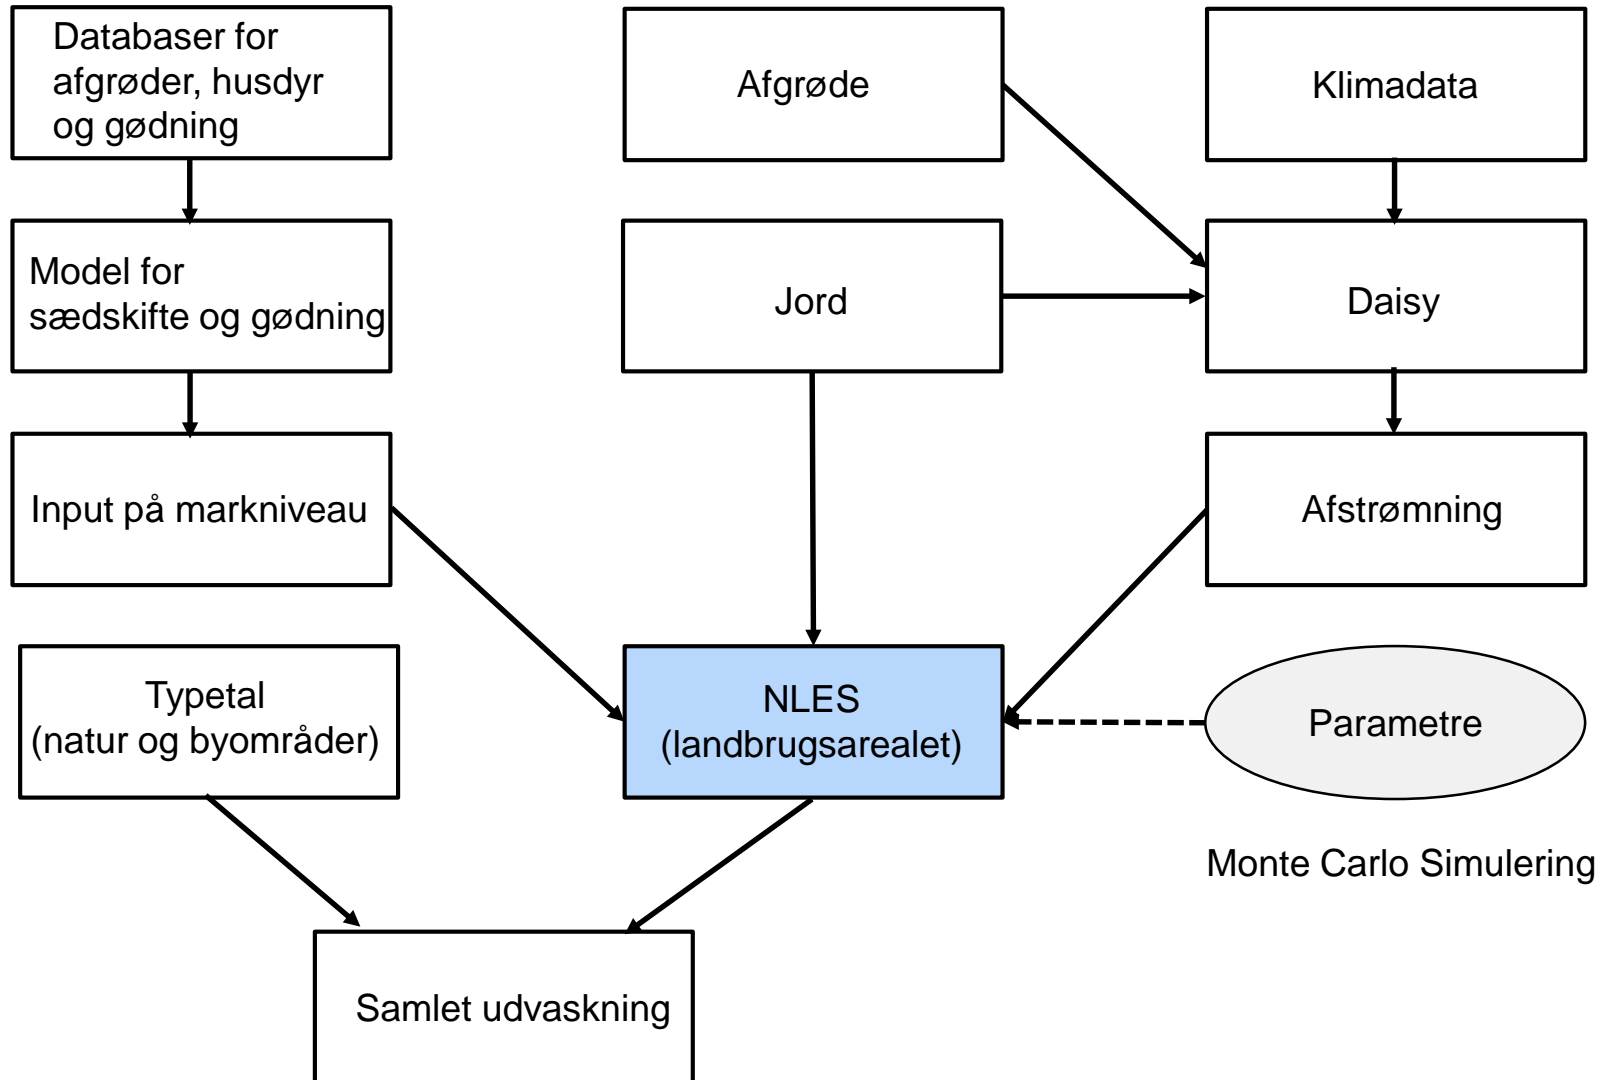 Databaser for
afgrøder, husdyr
og gødning
Afgrøde
Klimadata
Model for
sædskifte og gødning
Jord
Daisy
Input på markniveau
Afstrømning
Typetal
(natur og byområder)
NLES
(landbrugsarealet)
Parametre
Monte Carlo Simulering
Samlet udvaskning